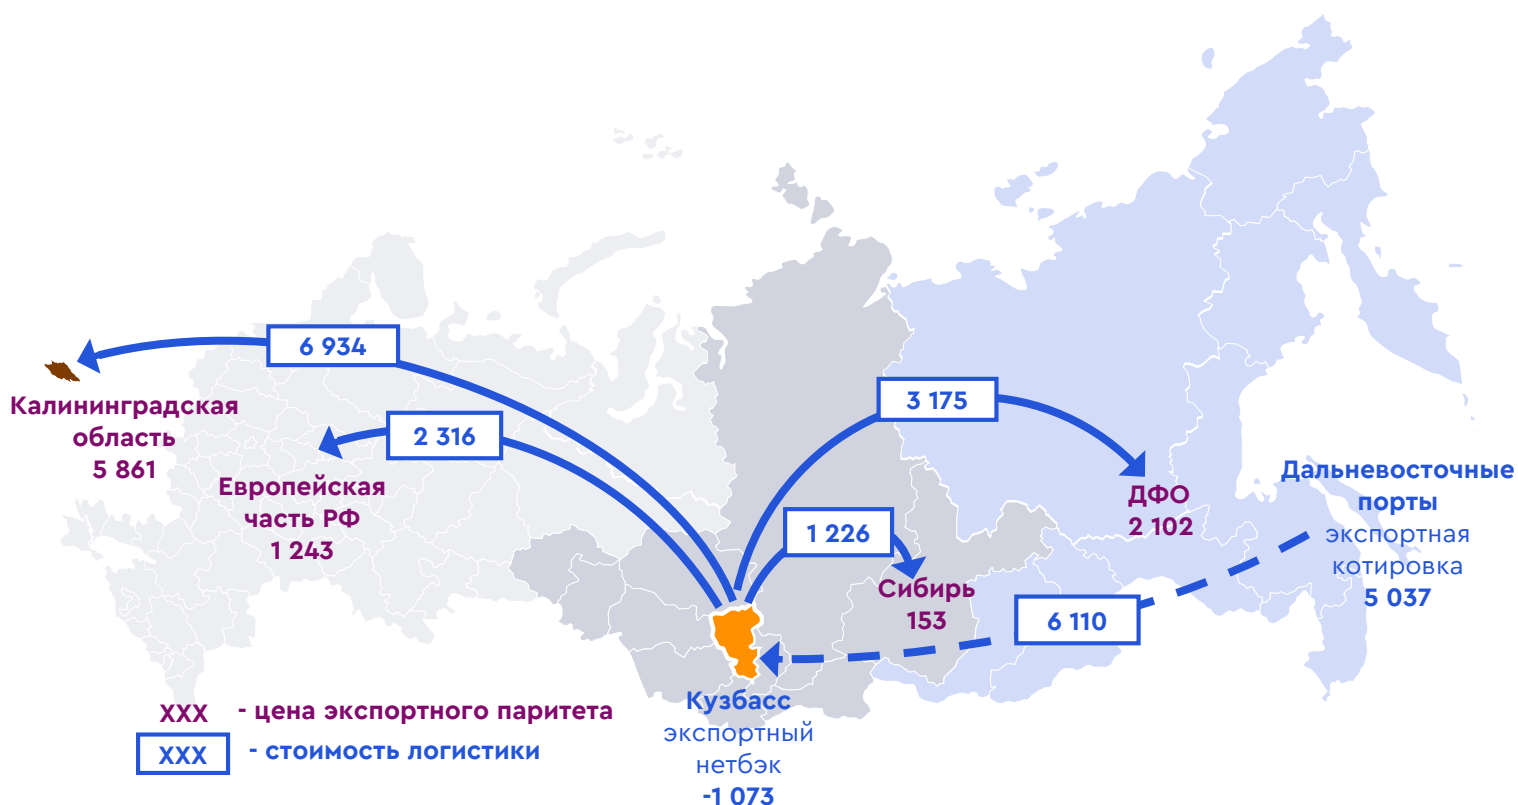 6 934
Калининградская
область
5 861
2 316
Европейская
часть РФ
1 243
3 175
ДФО
2 102
1 226
Сибирь
153
Дальневосточные
порты
экспортная
котировка
5 037
6 110
Кузбасс
экспортный
нетбэк
-1 073
XXX - цена экспортного паритета
XXX - стоимость логистики